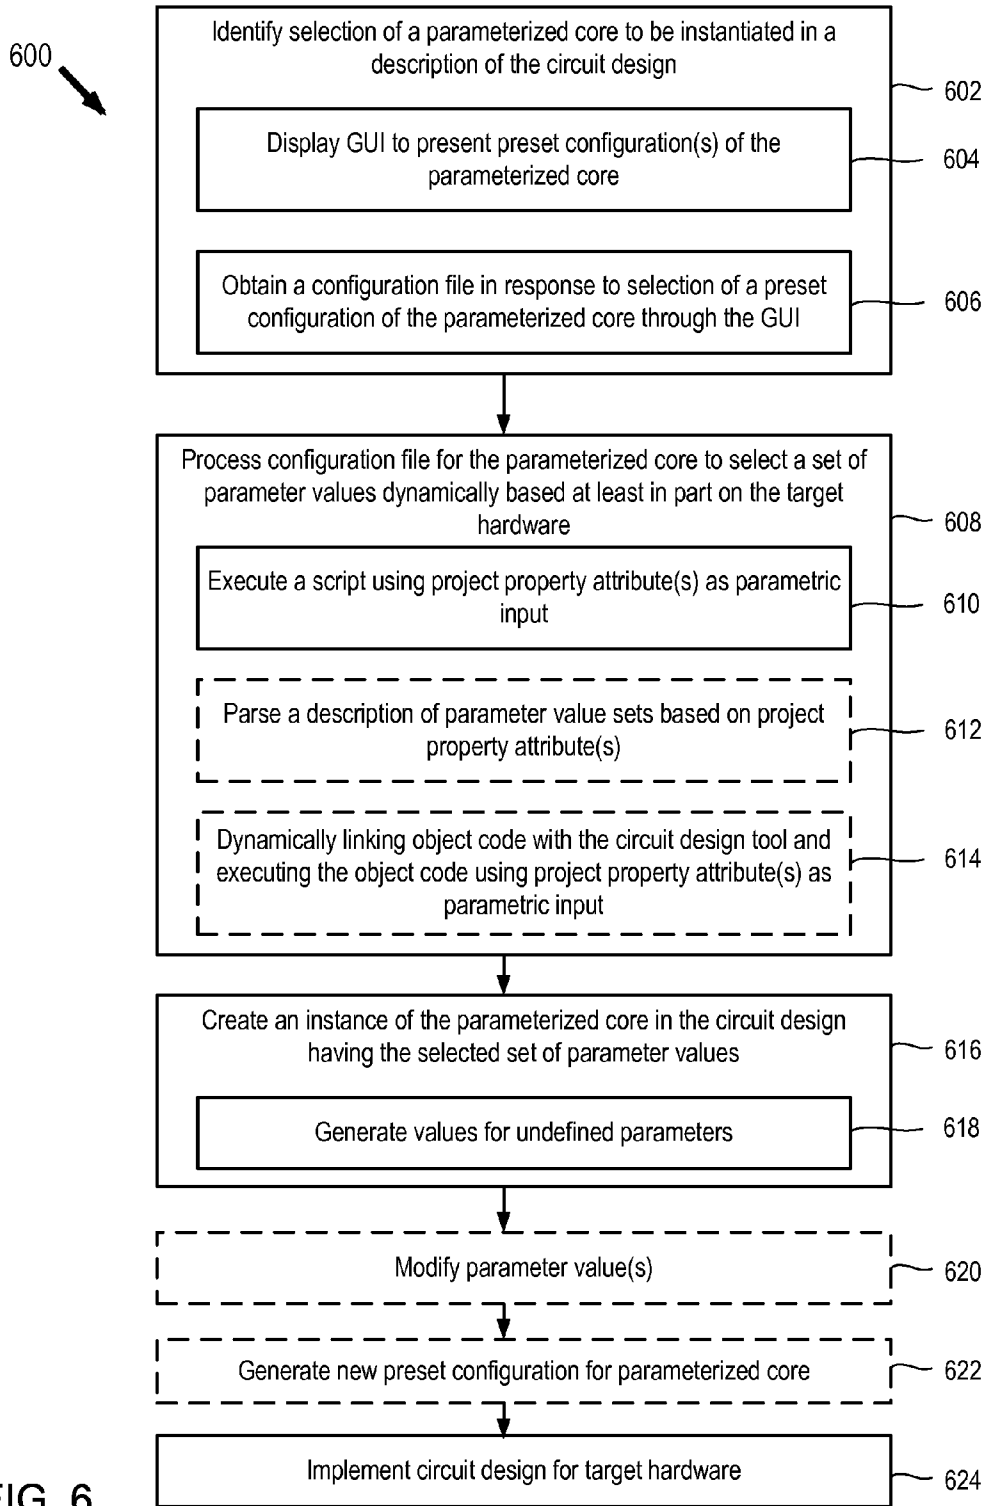 600
Identify selection of a parameterized core to be instantiated in a
description of the circuit design
602
Display GUI to present preset configuration(s) of the
parameterized core
604
Obtain a configuration file in response to selection of a preset
configuration of the parameterized core through the GUI
606
Process configuration file for the parameterized core to select a set of
parameter values dynamically based at least in part on the target
hardware
608
Execute a script using project property attribute(s) as parametric
input
610
Parse a description of parameter value sets based on project
property attribute(s)
612
Dynamically linking object code with the circuit design tool and
executing the object code using project property attribute(s) as
parametric input
614
Create an instance of the parameterized core in the circuit design
having the selected set of parameter values
616
Generate values for undefined parameters
618
Modify parameter value(s)
620
Generate new preset configuration for parameterized core
622
Implement circuit design for target hardware
624
FIG. 6